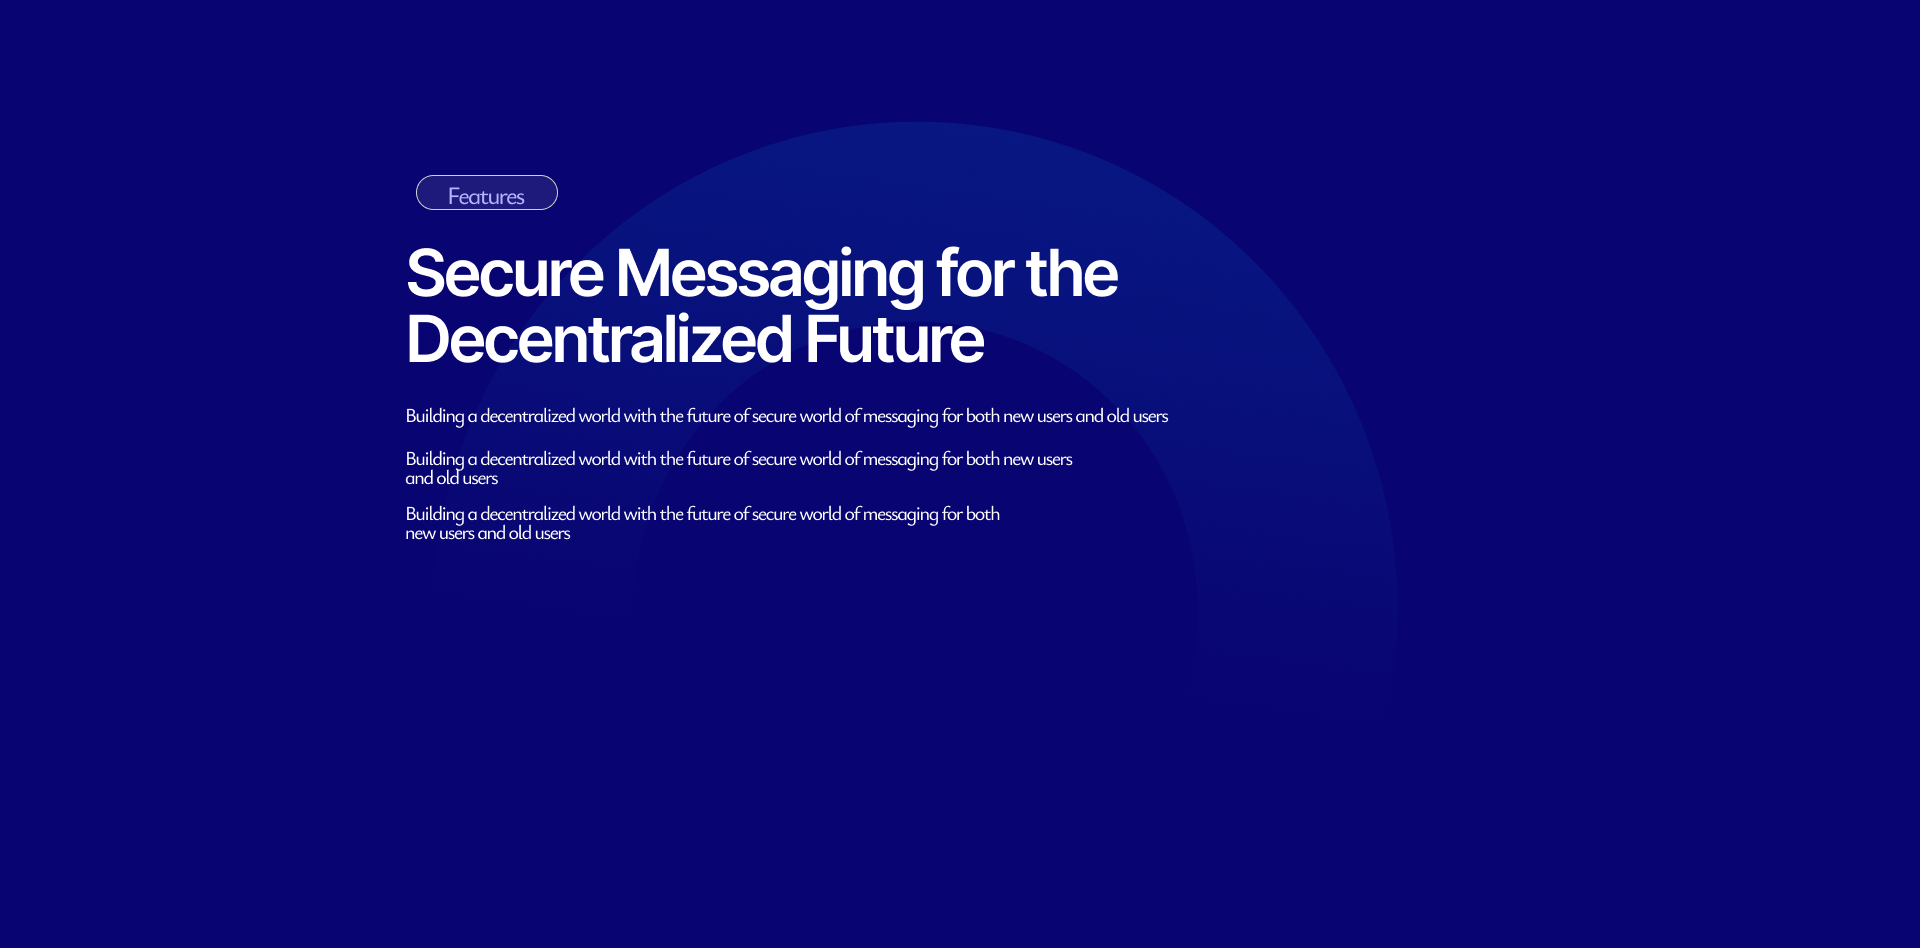 Features
Secure Messaging for the
Decentralized Future
Building a decentralized world with the future of secure world of messaging for both new users and old users
Building a decentralized world with the future of secure world of messaging for both new users
and old users
Building a decentralized world with the future of secure world of messaging for both
new users and old users